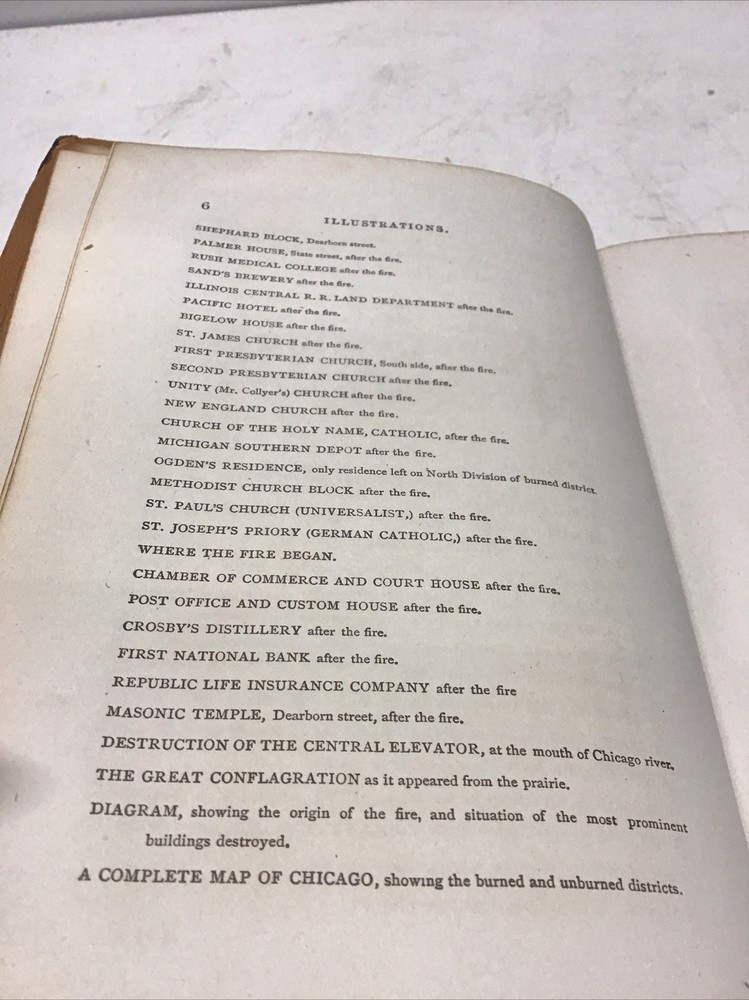 6
ILLUSTRATIONS.
SHEPHARD BLOCK, Dearborn street.
PALMER HOUSE, State street, after the fire.
RUSH MEDICAL COLLEGE after the fire.
SAND'S BREWERY after the fire.
ILLINOIS CENTRAL R. R. LAND DEPARTMENT after the fire.
PACIFIC HOTEL after the fire.
BIGELOW HOUSE after the fire.
ST. JAMES CHURCH after the fire.
FIRST PRESBYTERIAN CHURCH, South side, after the fire.
SECOND PRESBYTERIAN CHURCH after the fire.
UNITY (Mr. Collyer's) CHURCH after the fire.
NEW ENGLAND CHURCH after the fire.
CHURCH OF THE HOLY NAME, CATHOLIC, after the fire.
MICHIGAN SOUTHERN DEPOT after the fire.
OGDEN'S RESIDENCE, only residence left on North Division of burned district.
METHODIST CHURCH BLOCK after the fire.
ST. PAUL'S CHURCH (UNIVERSALIST,) after the fire.
ST. JOSEPH'S PRIORY (GERMAN CATHOLIC,) after the fire.
WHERE THE FIRE BEGAN.
CHAMBER OF COMMERCE AND COURT HOUSE after the fire.
POST OFFICE AND CUSTOM HOUSE after the fire.
CROSBY'S DISTILLERY after the fire.
FIRST NATIONAL BANK after the fire.
REPUBLIC LIFE INSURANCE COMPANY after the fire
MASONIC TEMPLE, Dearborn street, after the fire.
DESTRUCTION OF THE CENTRAL ELEVATOR, at the mouth of Chicago river.
THE GREAT CONFLAGRATION as it appeared from the prairie.
DIAGRAM, showing the origin of the fire, and situation of the most prominent
buildings destroyed.
A COMPLETE MAP OF CHICAGO, showing the burned and unburned districts.